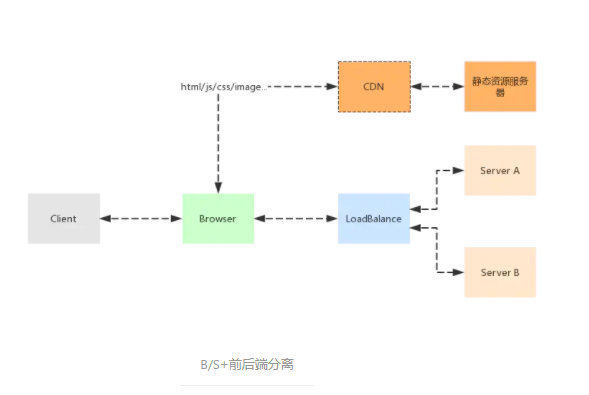 html/js/css/image...
CDN
静态资源服务
器
Server A
Client
Browser
LoadBalance
Server B
B/S+前后端分离